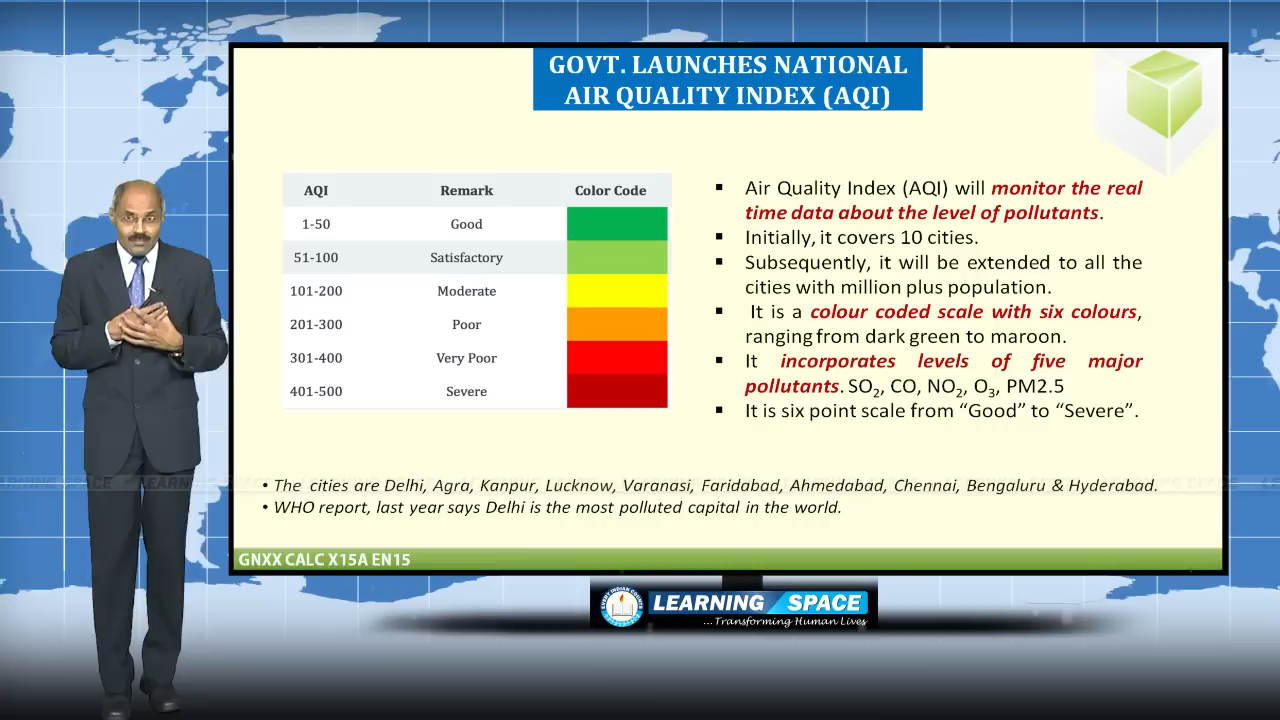 GOVT. LAUNCHES NATIONAL
AIR QUALITY INDEX (AQI)
AQI Remark Color Code
1-50 Good
51-100 Satisfactory
101-200 Moderate
201-300 Poor
301-400 Very Poor
401-500 Severe
▪ Air Quality Index (AQI) will monitor the real
time data about the level of pollutants.
▪ Initially, it covers 10 cities.
▪ Subsequently, it will be extended to all the
cities with million plus population.
▪ It is a colour coded scale with six colours,
ranging from dark green to maroon.
▪ It incorporates levels of five major
pollutants. SO₂, CO, NO₂, O₃, PM2.5
▪ It is six point scale from “Good” to “Severe”.
• The cities are Delhi, Agra, Kanpur, Lucknow, Varanasi, Faridabad, Ahmedabad, Chennai, Bengaluru & Hyderabad.
• WHO report, last year says Delhi is the most polluted capital in the world.
GNXX CALC X15A EN15
LEARNING SPACE
...Transforming Human Lives